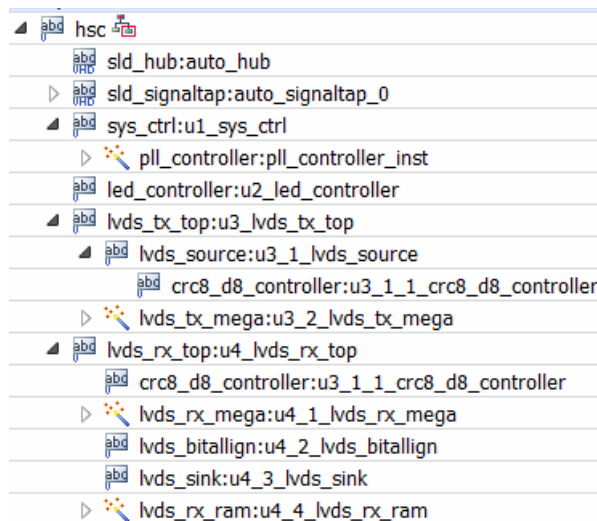 hsc
sld_hub:auto_hub
sld_signaltap:auto_signaltap_0
sys_ctrl:u1_sys_ctrl
pll_controller:pll_controller_inst
led_controller:u2_led_controller
lvds_tx_top:u3_lvds_tx_top
lvds_source:u3_1_lvds_source
crc8_d8_controller:u3_1_1_crc8_d8_controller
lvds_tx_mega:u3_2_lvds_tx_mega
lvds_rx_top:u4_lvds_rx_top
crc8_d8_controller:u3_1_1_crc8_d8_controller
lvds_rx_mega:u4_1_lvds_rx_mega
lvds_bitallign:u4_2_lvds_bitallign
lvds_sink:u4_3_lvds_sink
lvds_rx_ram:u4_4_lvds_rx_ram